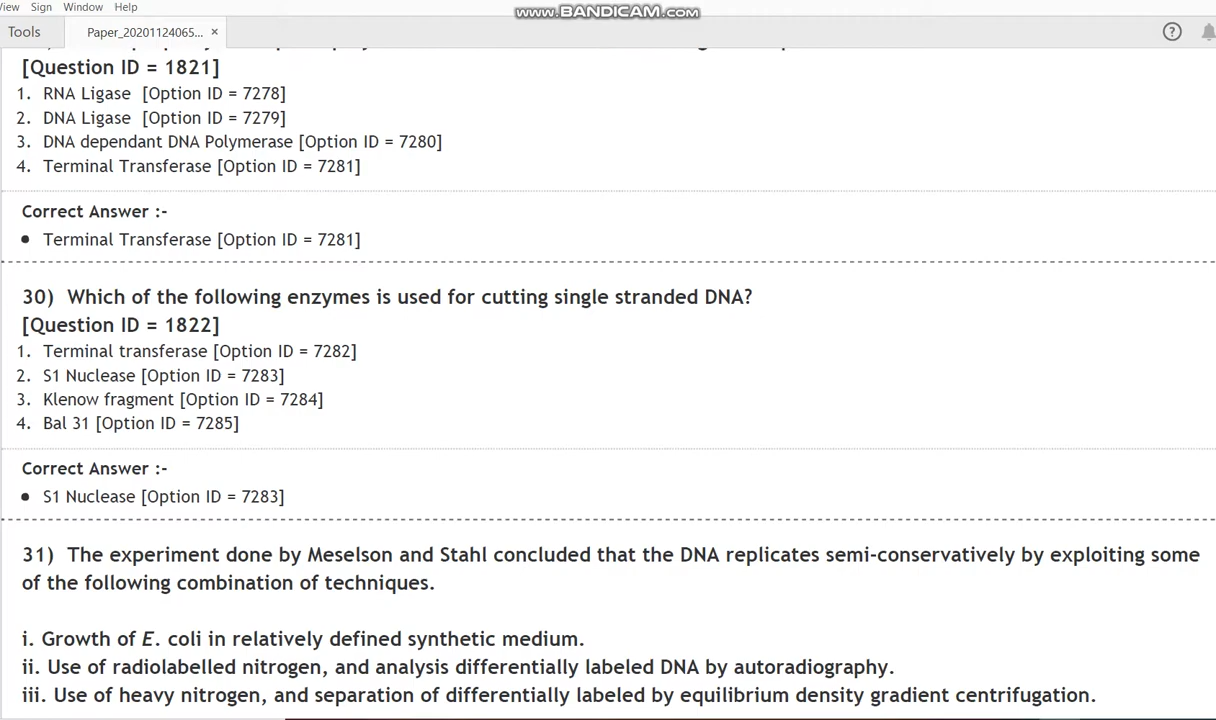 View Sign Window Help
www.BANDICAM.com
Tools Paper_20201124065... ×
[Question ID = 1821]
1. RNA Ligase [Option ID = 7278]
2. DNA Ligase [Option ID = 7279]
3. DNA dependant DNA Polymerase [Option ID = 7280]
4. Terminal Transferase [Option ID = 7281]
Correct Answer :-
• Terminal Transferase [Option ID = 7281]
30) Which of the following enzymes is used for cutting single stranded DNA?
[Question ID = 1822]
1. Terminal transferase [Option ID = 7282]
2. S1 Nuclease [Option ID = 7283]
3. Klenow fragment [Option ID = 7284]
4. Bal 31 [Option ID = 7285]
Correct Answer :-
• S1 Nuclease [Option ID = 7283]
31) The experiment done by Meselson and Stahl concluded that the DNA replicates semi-conservatively by exploiting some
of the following combination of techniques.
i. Growth of E. coli in relatively defined synthetic medium.
ii. Use of radiolabelled nitrogen, and analysis differentially labeled DNA by autoradiography.
iii. Use of heavy nitrogen, and separation of differentially labeled by equilibrium density gradient centrifugation.